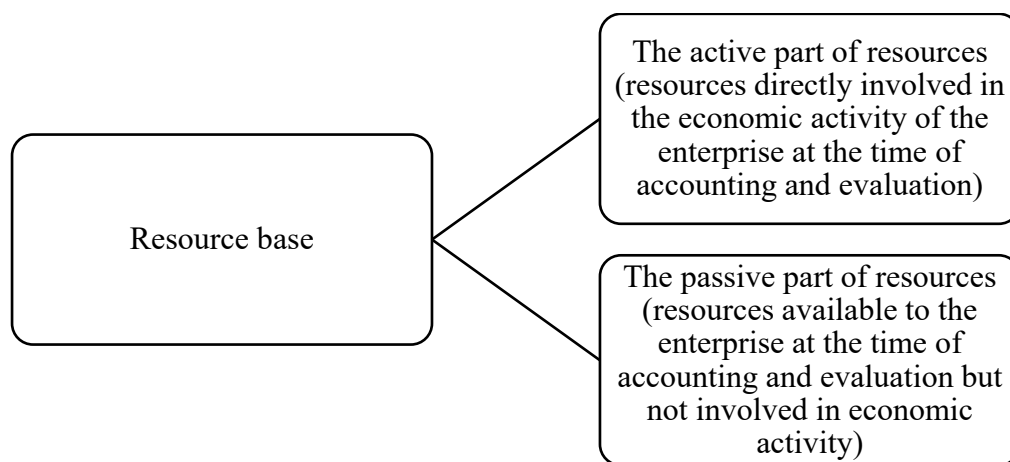 Resource base
The active part of resources
(resources directly involved in
the economic activity of the
enterprise at the time of
accounting and evaluation)
The passive part of resources
(resources available to the
enterprise at the time of
accounting and evaluation but
not involved in economic
activity)